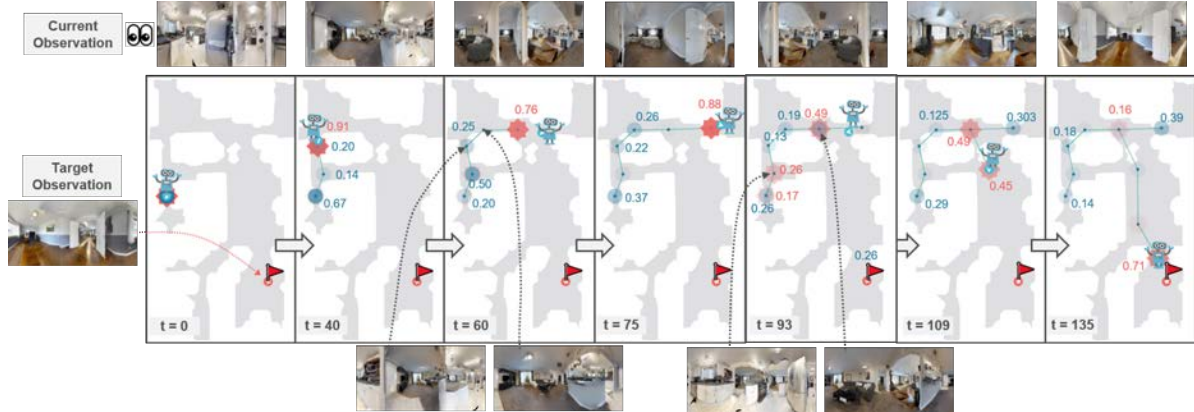 Current
Observation
Target
Observation
t = 0
0.91
0.20
0.14
0.67
t = 40
0.76
0.25
0.50
0.20
t = 60
0.88
0.26
0.22
0.37
t = 75
0.19
0.49
0.13
0.26
0.17
0.26
0.26
t = 93
0.125
0.303
0.49
0.45
0.29
t = 109
0.16
0.39
0.18
0.14
0.71
t = 135